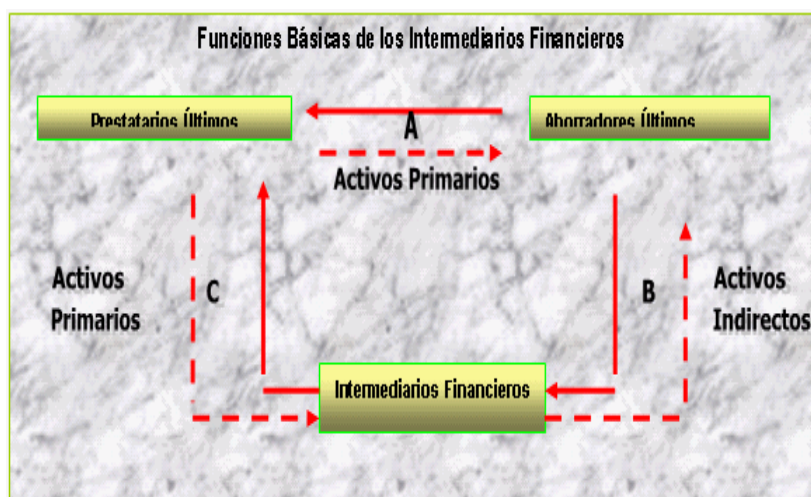 Funciones Básicas de los Intermediarios Financieros
Prestatarios Últimos
A
Ahorradores Últimos
Activos Primarios
Activos
Primarios
C
B
Activos
Indirectos
Intermediarios Financieros